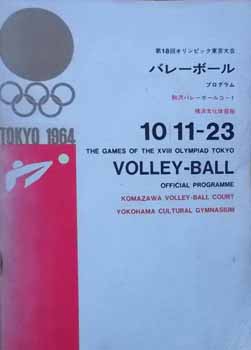 第18回オリンピック東京大会
バレーボール
プログラム
駒沢バレーボールコート
横浜文化体育館
TOKYO 1964
10/11-23
THE GAMES OF THE XVIII OLYMPIAD TOKYO
VOLLEY-BALL
OFFICIAL PROGRAMME
KOMAZAWA VOLLEY-BALL COURT
YOKOHAMA CULTURAL GYMNASIUM